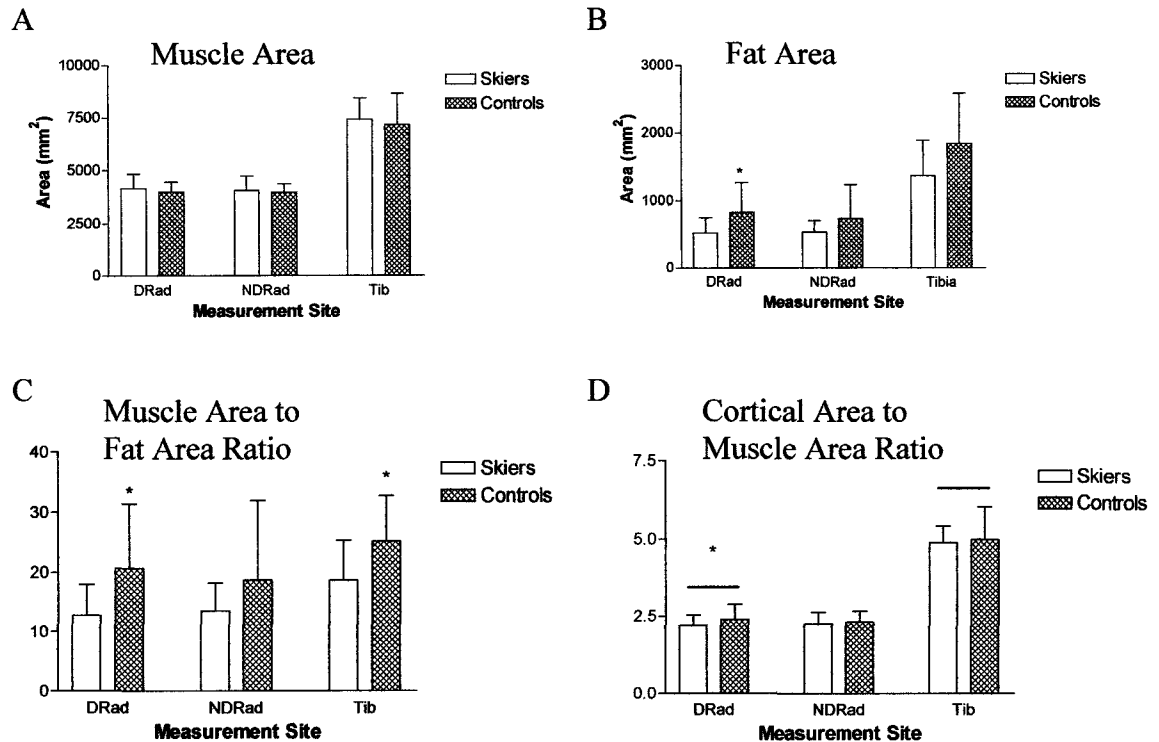 A
Muscle Area
10000
7500
5000
2500
0
Area (mm²)
Skiers
Controls
DRad NDRad Tib
Measurement Site
B
Fat Area
3000
2000
1000
0
Area (mm²)
*
Skiers
Controls
DRad NDRad Tibia
Measurement Site
C
Muscle Area to
Fat Area Ratio
40
30
20
10
0
* *
Skiers
Controls
DRad NDRad Tib
Measurement Site
D
Cortical Area to
Muscle Area Ratio
7.5
5.0
2.5
0.0
*
Skiers
Controls
DRad NDRad Tib
Measurement Site